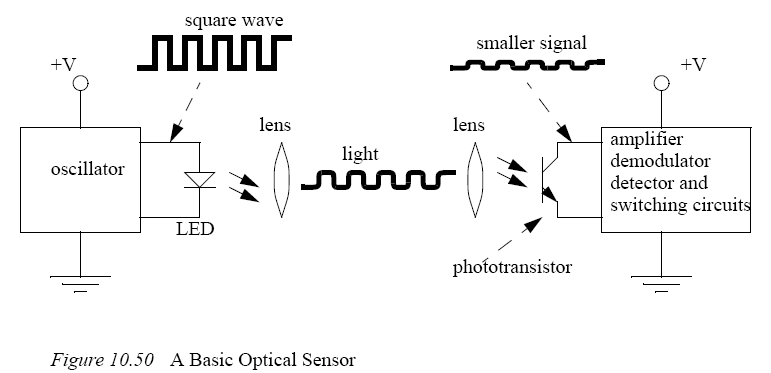 square wave
smaller signal
+V
+V
lens
lens
light
oscillator
amplifier
demodulator
detector and
switching circuits
LED
phototransistor
Figure 10.50 A Basic Optical Sensor